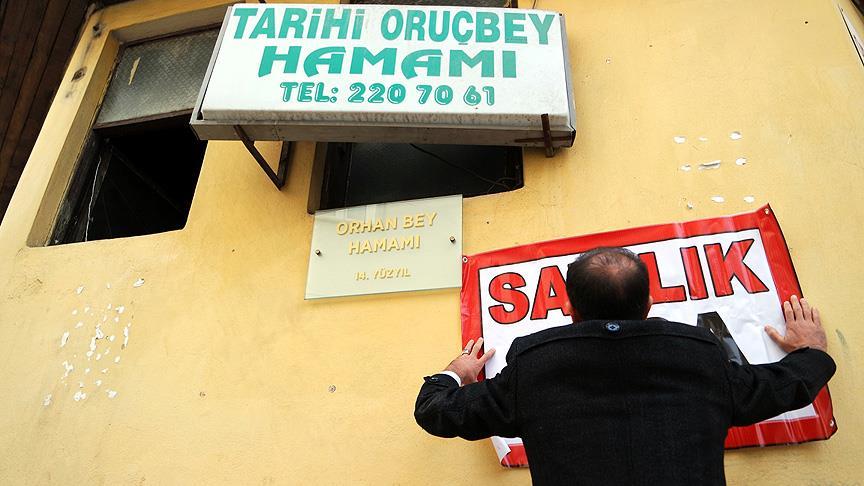 TARİHİ ORUÇBEY
HAMAMI
TEL: 220 70 61
ORHAN BEY
HAMAMI
14. YÜZYIL